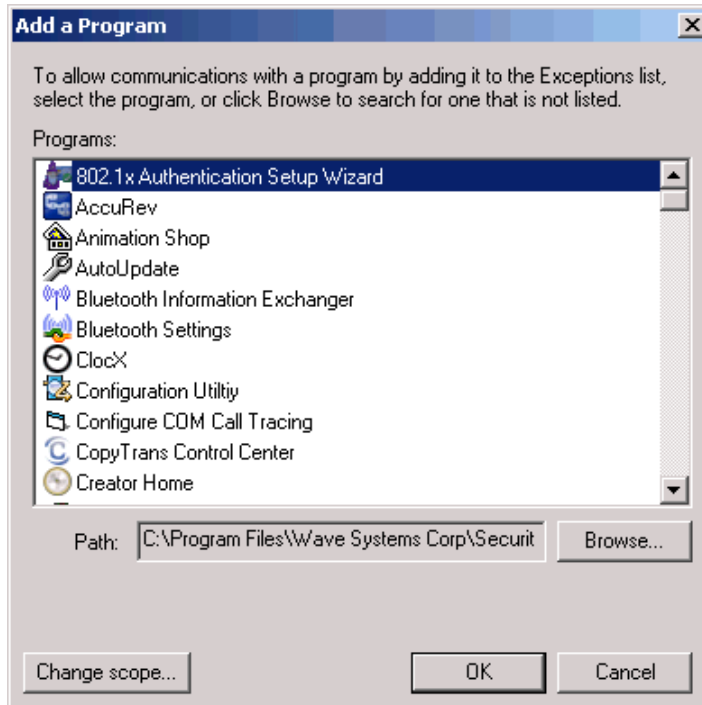 Add a Program
To allow communications with a program by adding it to the Exceptions list,
select the program, or click Browse to search for one that is not listed.
Programs:
802.1x Authentication Setup Wizard
AccuRev
Animation Shop
AutoUpdate
Bluetooth Information Exchanger
Bluetooth Settings
ClocX
Configuration Utiltiy
Configure COM Call Tracing
CopyTrans Control Center
Creator Home
Path: C:\Program Files\Wave Systems Corp\Securit Browse...
Change scope... OK Cancel